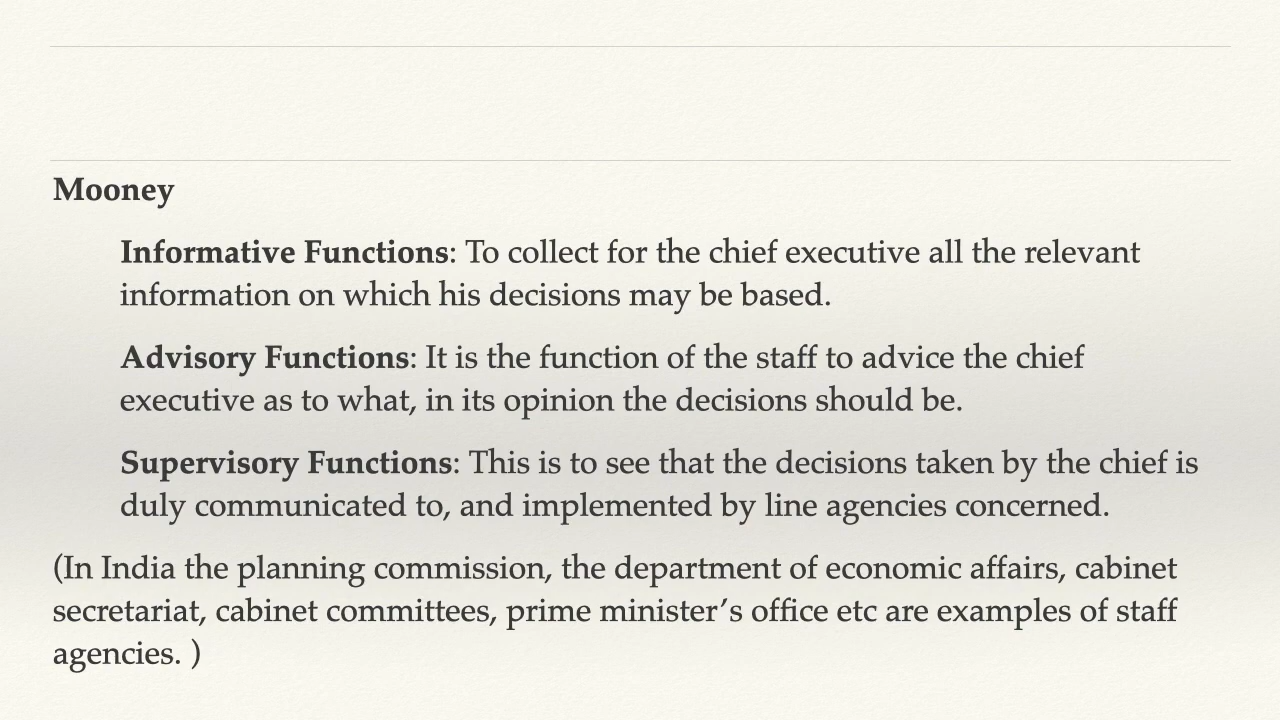 Mooney
Informative Functions: To collect for the chief executive all the relevant
information on which his decisions may be based.
Advisory Functions: It is the function of the staff to advice the chief
executive as to what, in its opinion the decisions should be.
Supervisory Functions: This is to see that the decisions taken by the chief is
duly communicated to, and implemented by line agencies concerned.
(In India the planning commission, the department of economic affairs, cabinet
secretariat, cabinet committees, prime minister’s office etc are examples of staff
agencies. )